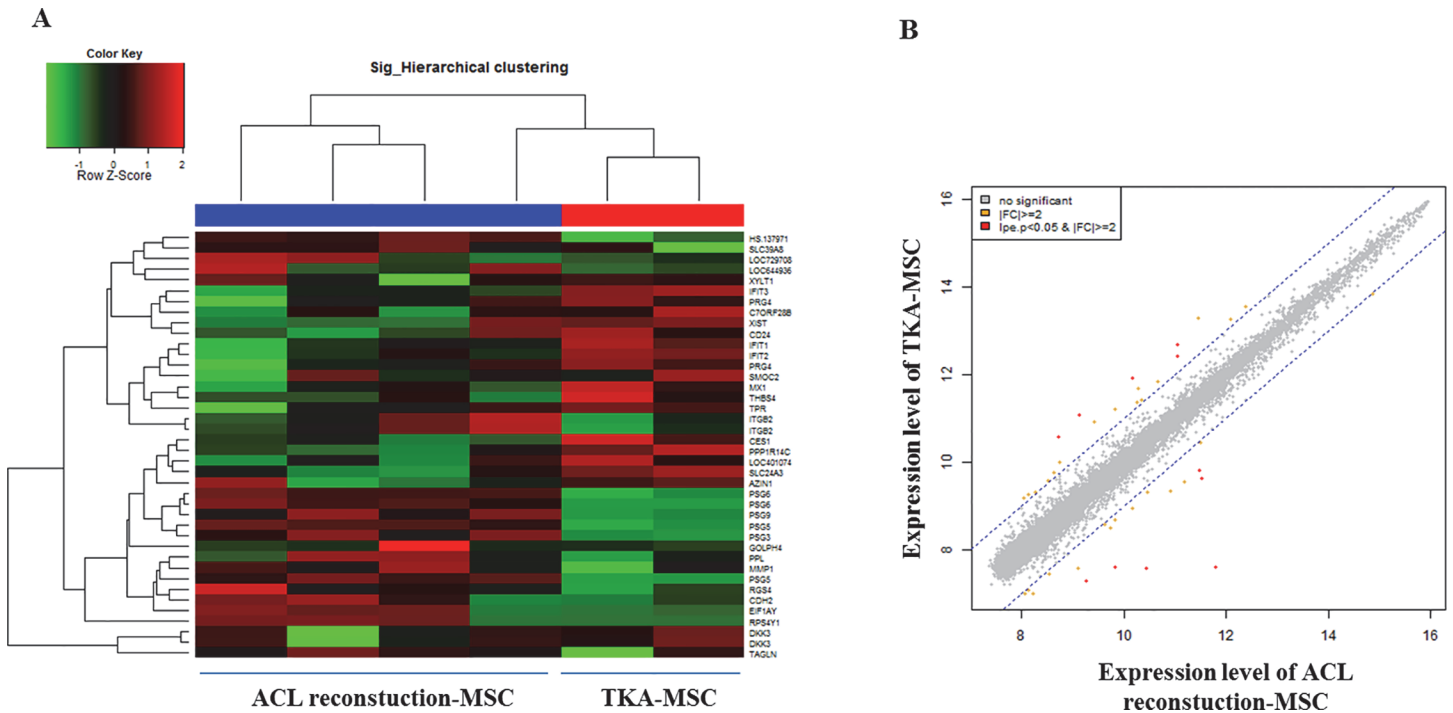 A
Color Key
-1 0 1 2
Row Z-Score
Sig_Hierarchical clustering
HS.137971
SLC39A8
LOC729708
LOC644936
XYLT1
IFIT3
PRG4
C7ORF28B
XIST
CD24
IFIT1
IFIT2
PRG4
SMOC2
MX1
THBS4
TPR
ITGB2
ITGB2
CES1
PPP1R14C
LOC401074
SLC24A3
AZIN1
PSG6
PSG6
PSG9
PSG5
PSG3
GOLPH4
PPL
MMP1
PSG5
RGS4
CDH2
EIF1AY
RPS4Y1
DKK3
DKK3
TAGLN
ACL reconstuction-MSC
TKA-MSC
B
no significant
|FC|>=2
lpe.p<0.05 & |FC|>=2
Expression level of TKA-MSC
16
14
12
10
8
8 10 12 14 16
Expression level of ACL
reconstuction-MSC